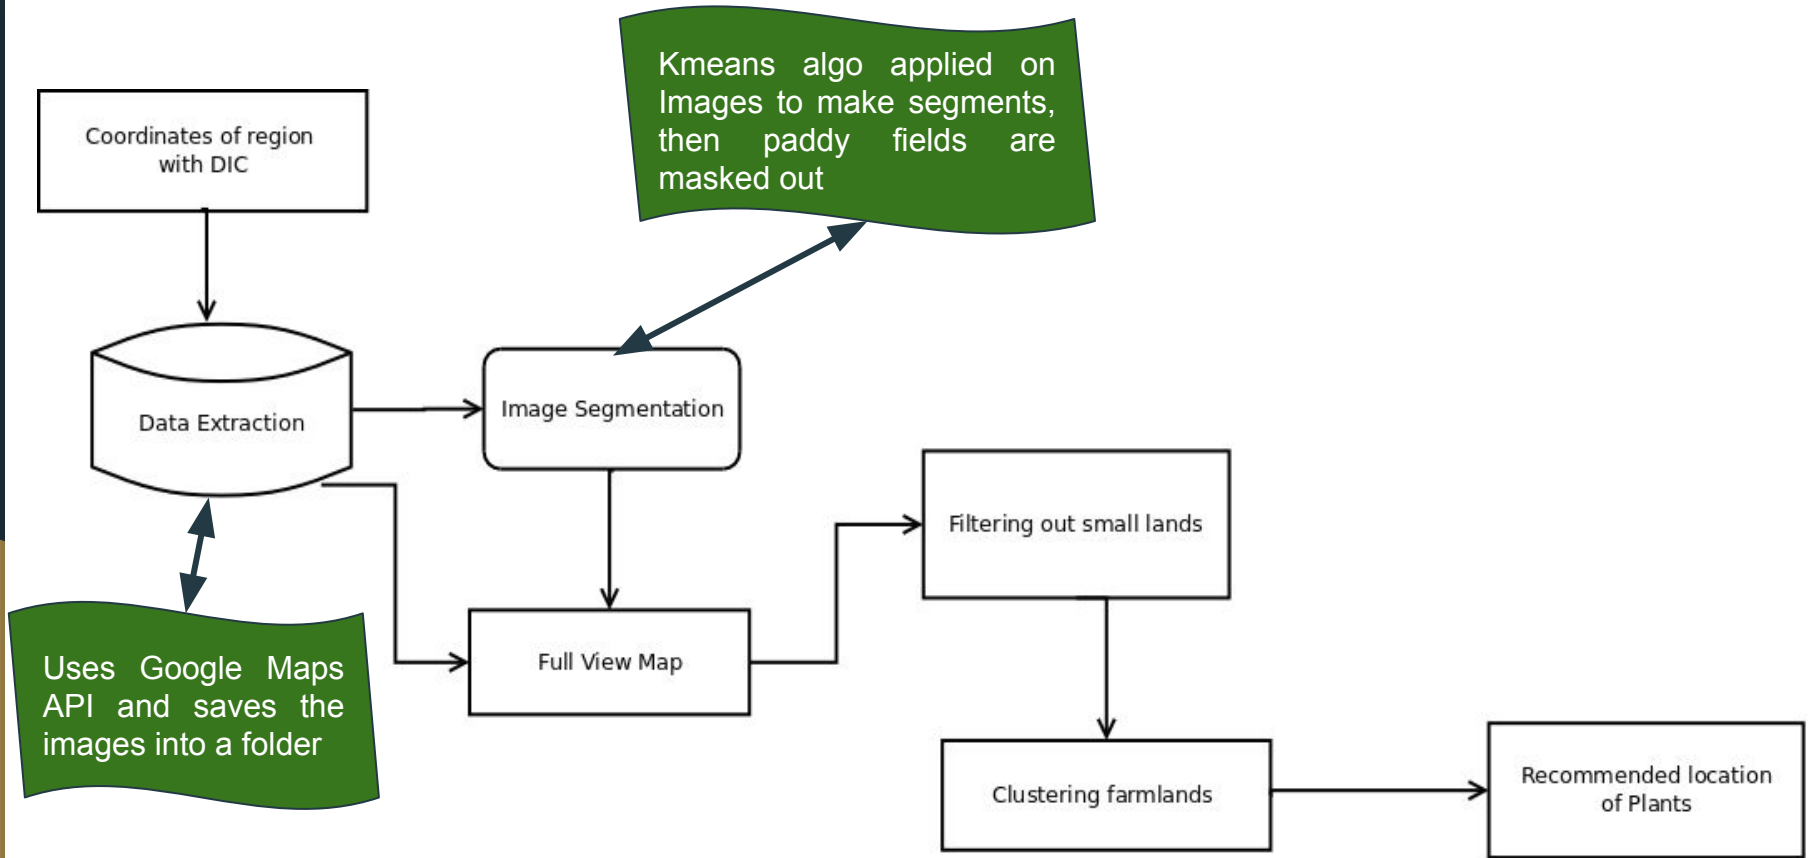 Kmeans algo applied on
Images to make segments,
then paddy fields are
masked out
Coordinates of region
with DIC
Data Extraction
Image Segmentation
Filtering out small lands
Full View Map
Uses Google Maps
API and saves the
images into a folder
Clustering farmlands
Recommended location
of Plants